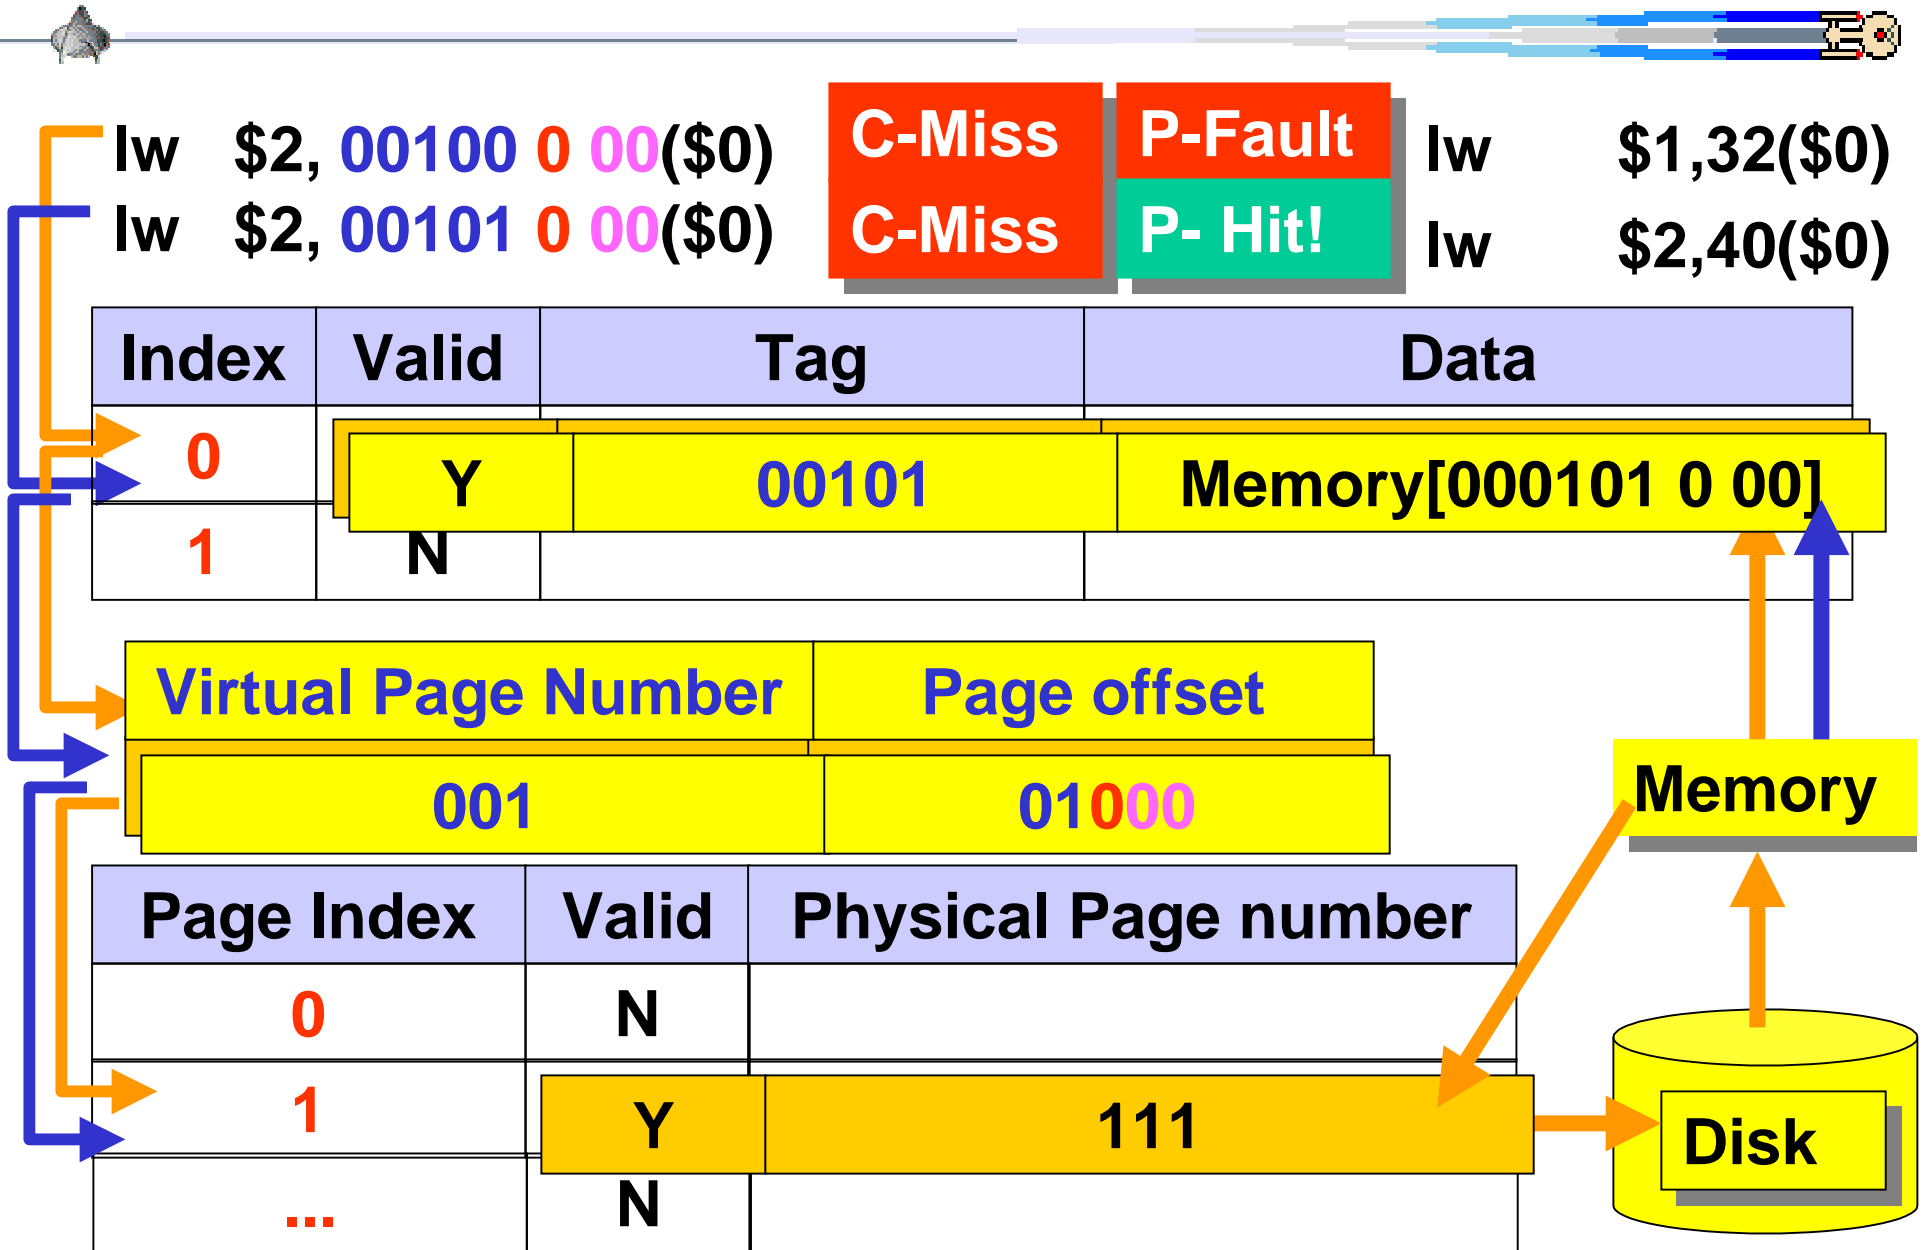 lw $2, 00100 0 00($0) C-Miss P-Fault lw $1,32($0)
lw $2, 00101 0 00($0) C-Miss P- Hit! lw $2,40($0)
Index Valid Tag Data
0 Y 00101 Memory[000101 0 00]
1 N
Virtual Page Number Page offset
001 01000
Memory
Page Index Valid Physical Page number
0 N
1 Y 111
Disk
... N